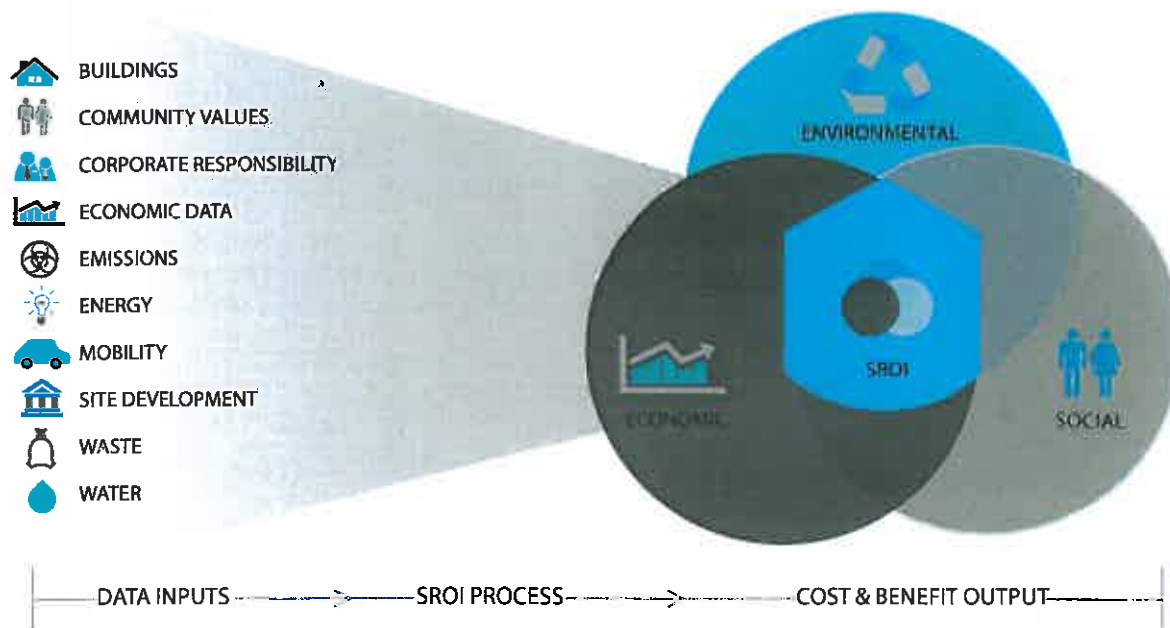 BUILDINGS
COMMUNITY VALUES
CORPORATE RESPONSIBILITY
ECONOMIC DATA
EMISSIONS
ENERGY
MOBILITY
SITE DEVELOPMENT
WASTE
WATER
ENVIRONMENTAL
SROI
ECONOMIC
SOCIAL
DATA INPUTS SROI PROCESS COST & BENEFIT OUTPUT